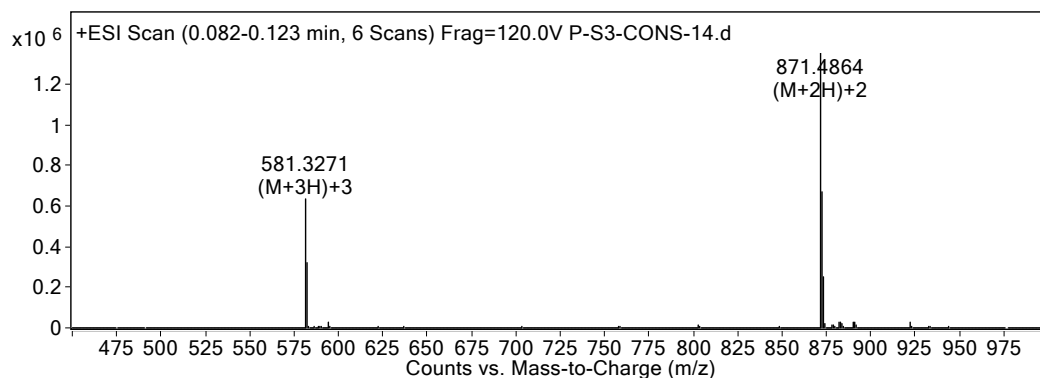 x10 6
+ESI Scan (0.082-0.123 min, 6 Scans) Frag=120.0V P-S3-CONS-14.d
871.4864
(M+2H)+2
1.2
1
581.3271
(M+3H)+3
0.8
0.6
0.4
0.2
0
475 500 525 550 575 600 625 650 675 700 725 750 775 800 825 850 875 900 925 950 975
Counts vs. Mass-to-Charge (m/z)